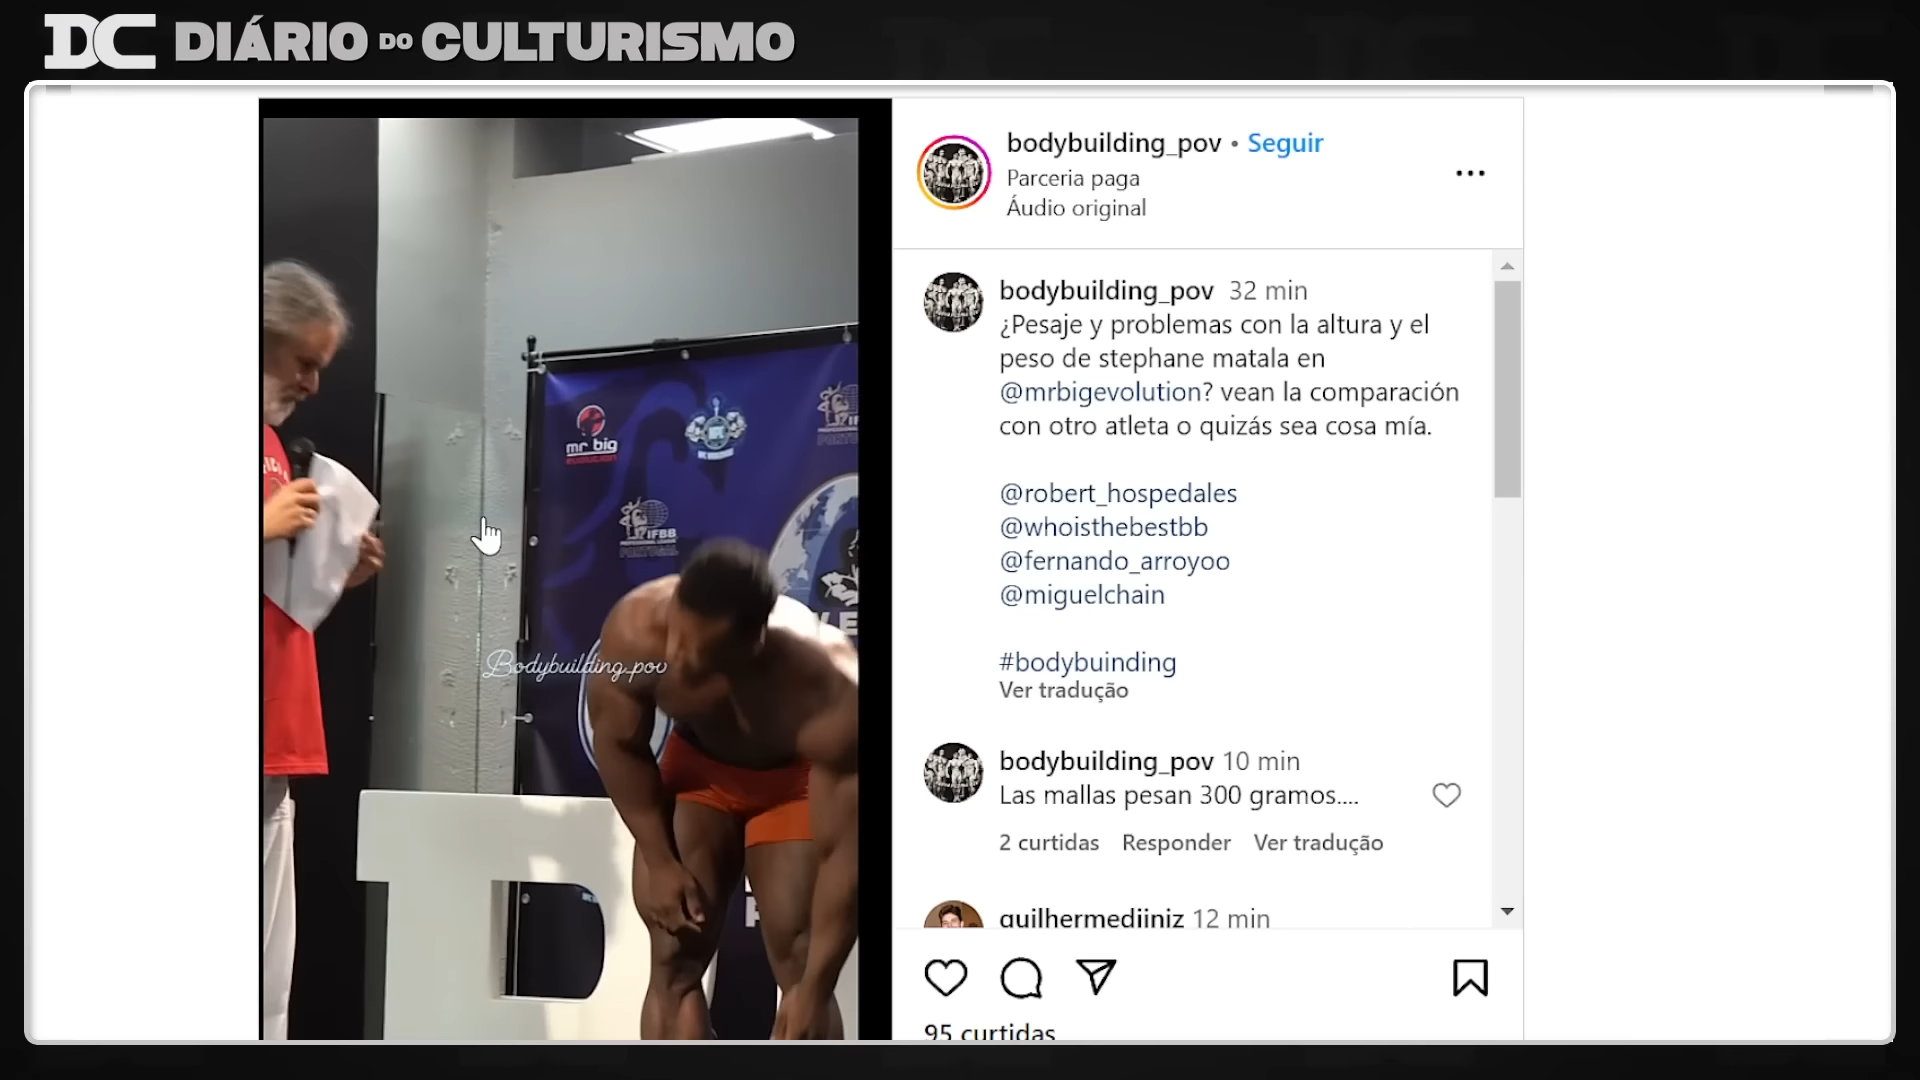 DC DIÁRIO DO CULTURISMO
bodybuilding_pov • Seguir
Parceria paga
Áudio original
bodybuilding_pov 32 min
¿Pesaje y problemas con la altura y el
peso de stephane matala en
@mrbigevolution? vean la comparación
con otro atleta o quizás sea cosa mía.
@robert_hospedales
@whoisthebestbb
@fernando_arroyoo
@miguelchain
#bodybuinding
Ver tradução
bodybuilding_pov 10 min
Las mallas pesan 300 gramos....
2 curtidas Responder Ver tradução
guilhermediiniz 12 min
95 curtidas
mr big
evolution
IFBB
PORTUGAL
Bodybuilding_pov